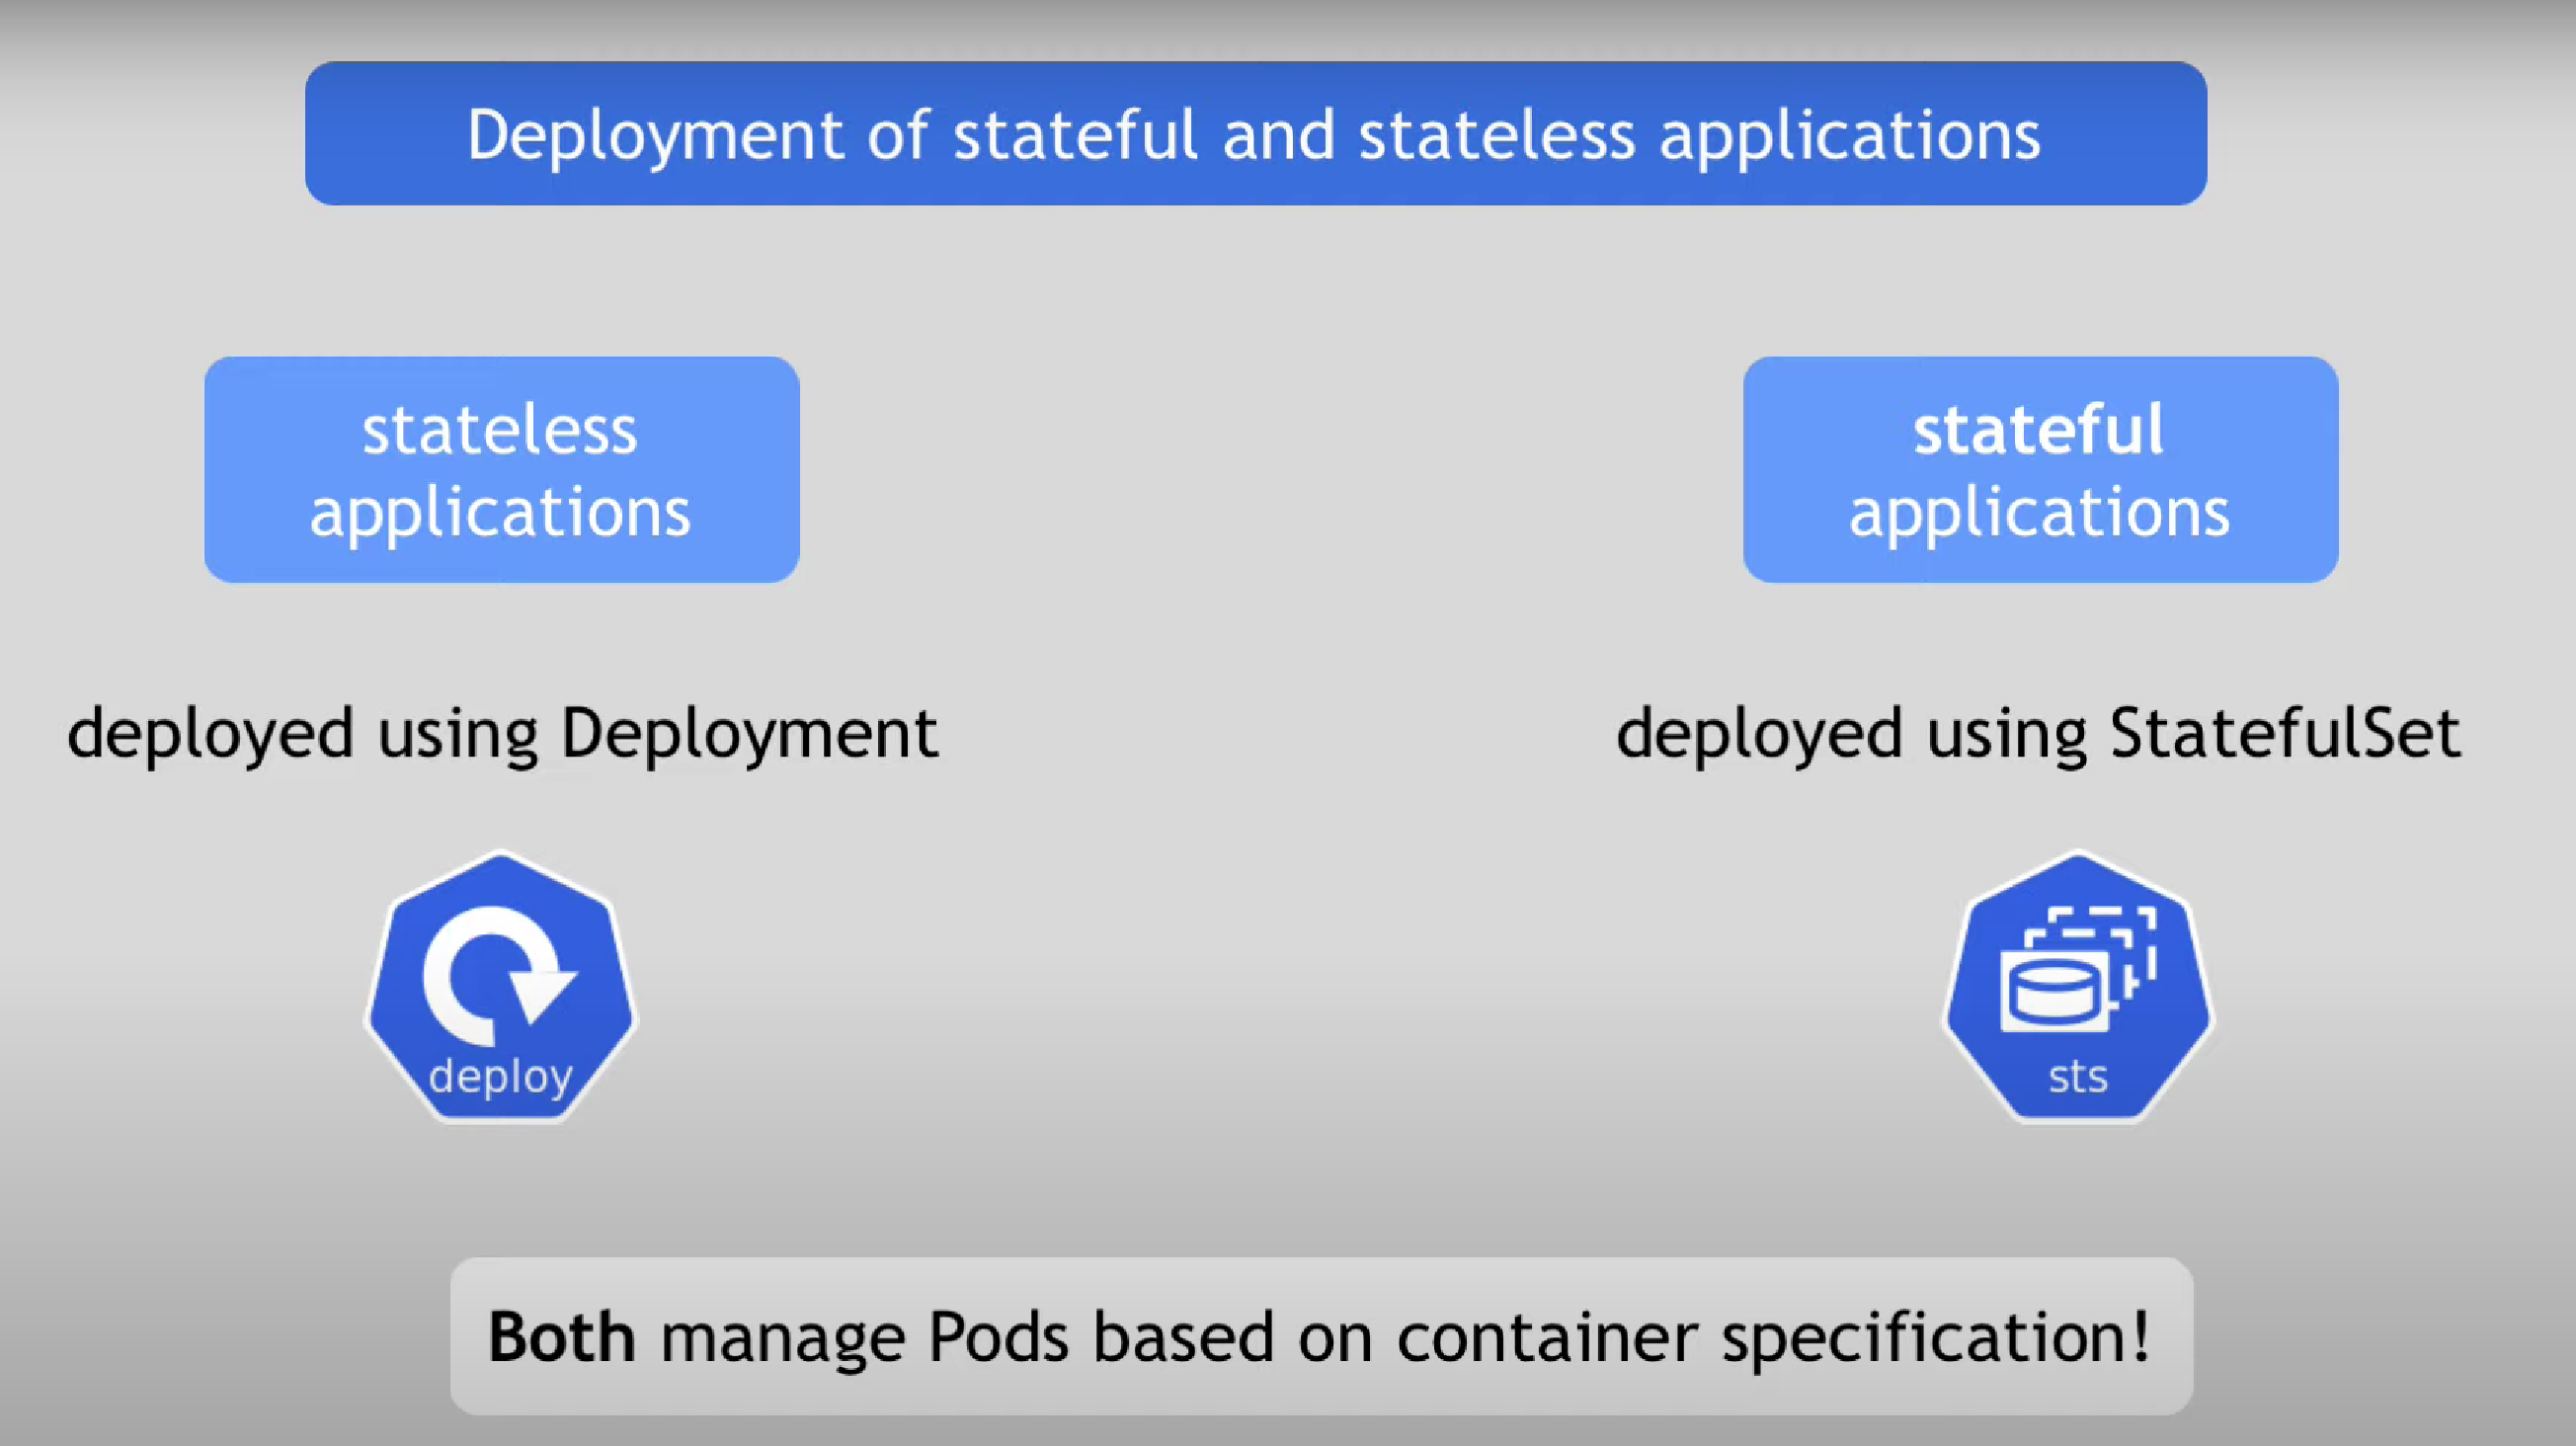 Deployment of stateful and stateless applications
stateless
applications
stateful
applications
deployed using Deployment
deployed using StatefulSet
deploy
sts
Both manage Pods based on container specification!